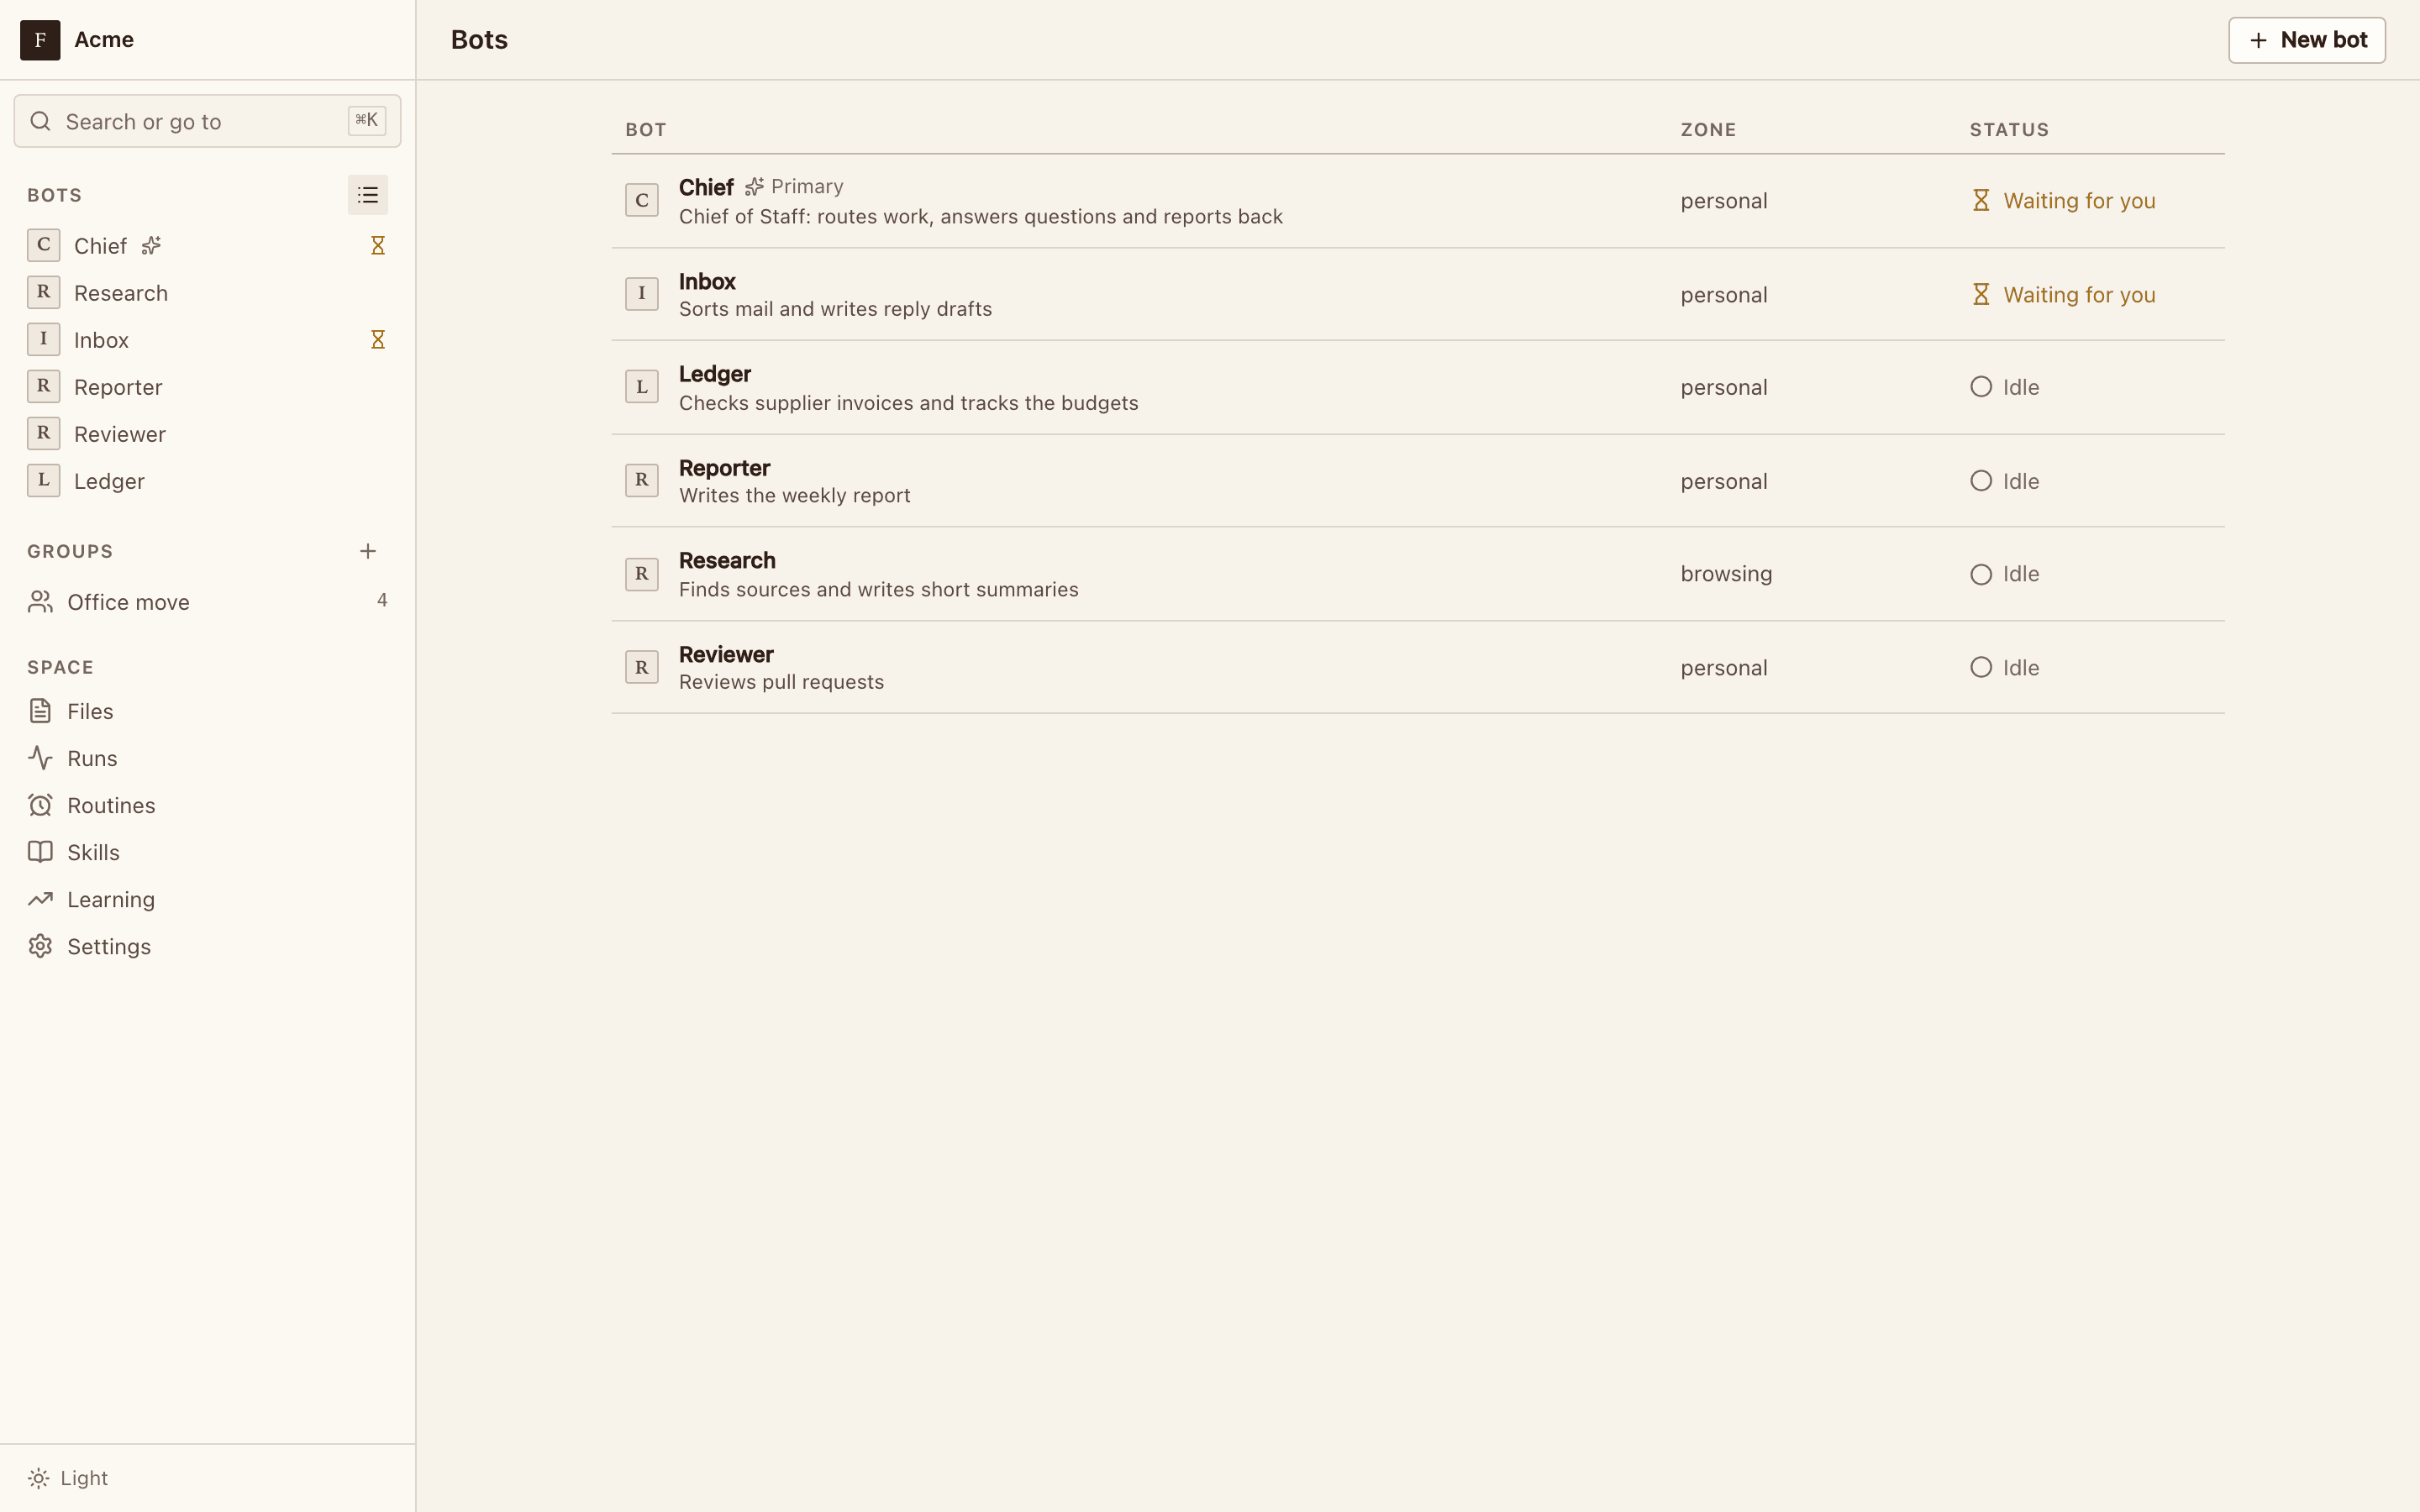 F Acme
Search or go to ⌘K
BOTS
C Chief
R Research
I Inbox
R Reporter
R Reviewer
L Ledger
GROUPS
Office move 4
SPACE
Files
Runs
Routines
Skills
Learning
Settings
Light
Bots
New bot
BOT ZONE STATUS
C Chief Primary
Chief of Staff: routes work, answers questions and reports back
personal Waiting for you
I Inbox
Sorts mail and writes reply drafts
personal Waiting for you
L Ledger
Checks supplier invoices and tracks the budgets
personal Idle
R Reporter
Writes the weekly report
personal Idle
R Research
Finds sources and writes short summaries
browsing Idle
R Reviewer
Reviews pull requests
personal Idle